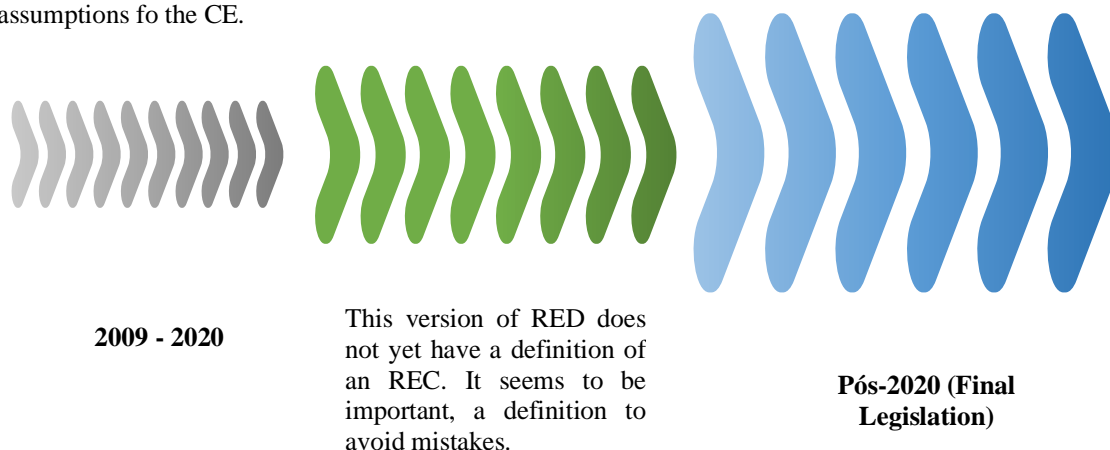 assumptions fo the CE.
2009 - 2020
This version of RED does
not yet have a definition of
an REC. It seems to be
important, a definition to
avoid mistakes.
Pós-2020 (Final
Legislation)